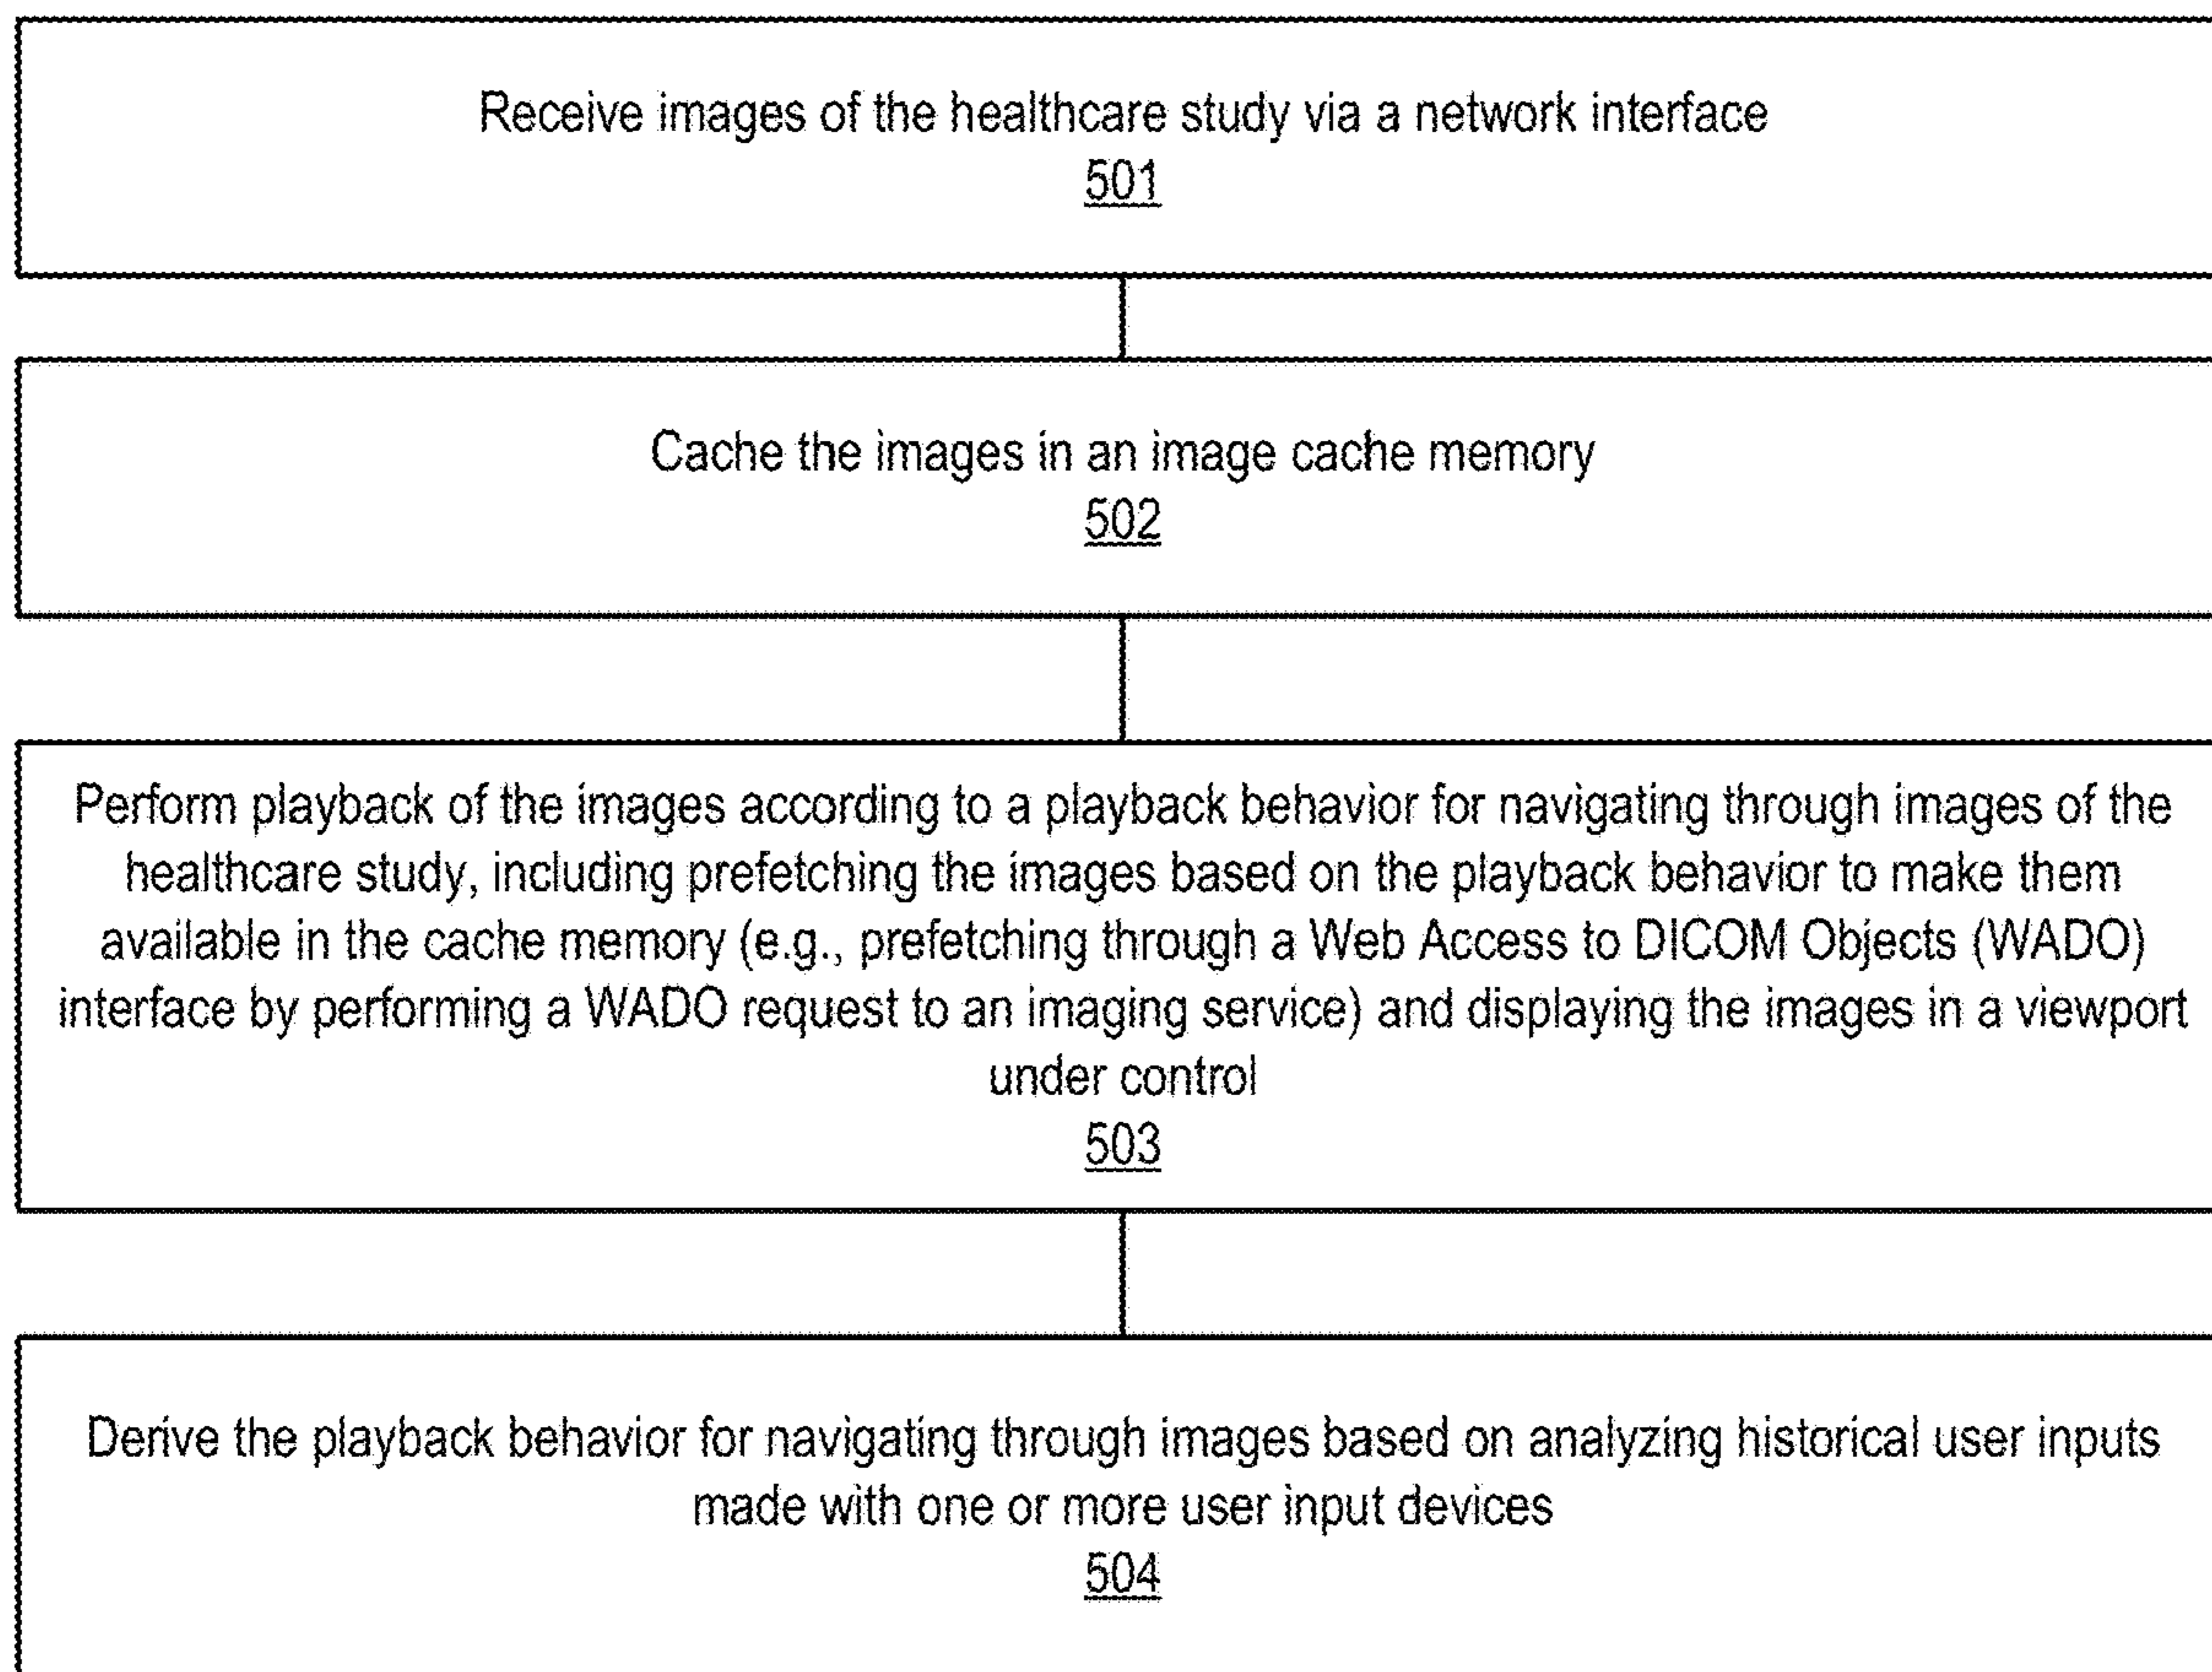 Receive images of the healthcare study via a network interface
501
Cache the images in an image cache memory
502
Perform playback of the images according to a playback behavior for navigating through images of the
healthcare study, including prefetching the images based on the playback behavior to make them
available in the cache memory (e.g., prefetching through a Web Access to DICOM Objects (WADO)
interface by performing a WADO request to an imaging service) and displaying the images in a viewport
under control
503
Derive the playback behavior for navigating through images based on analyzing historical user inputs
made with one or more user input devices
504